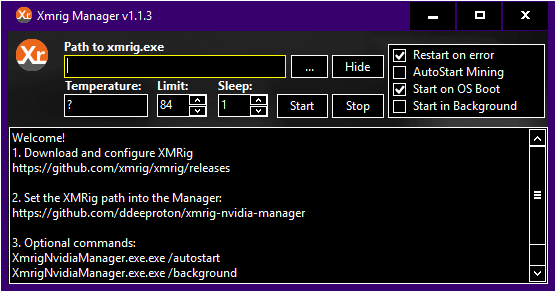 Xr Xmrig Manager v1.1.3
Xr
Path to xmrig.exe
... Hide
Temperature: Limit: Sleep:
? 84 1 Start Stop
Restart on error
AutoStart Mining
Start on OS Boot
Start in Background
Welcome!
1. Download and configure XMRig
https://github.com/xmrig/xmrig/releases
2. Set the XMRig path into the Manager:
https://github.com/ddeeproton/xmrig-nvidia-manager
3. Optional commands:
XmrigNvidiaManager.exe.exe /autostart
XmrigNvidiaManager.exe.exe /background